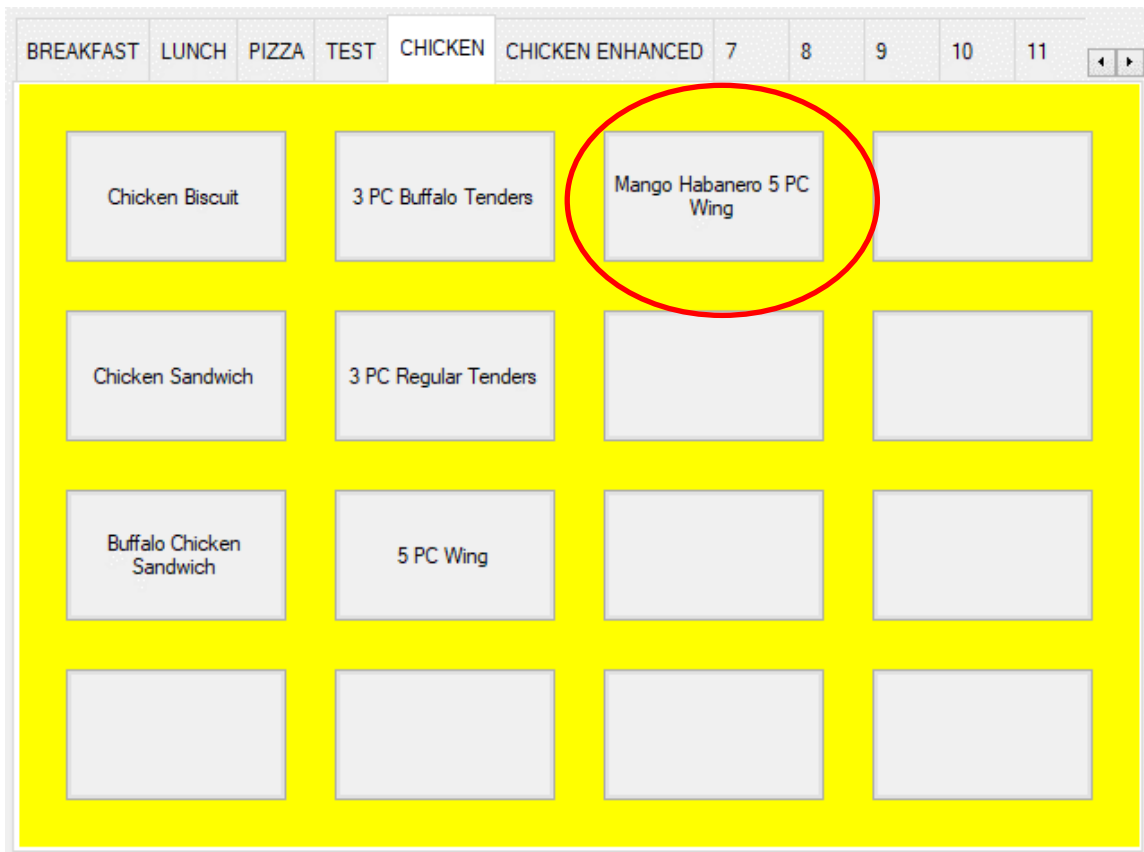 BREAKFAST LUNCH PIZZA TEST CHICKEN CHICKEN ENHANCED 7 8 9 10 11
Chicken Biscuit
3 PC Buffalo Tenders
Mango Habanero 5 PC
Wing
Chicken Sandwich
3 PC Regular Tenders
Buffalo Chicken
Sandwich
5 PC Wing